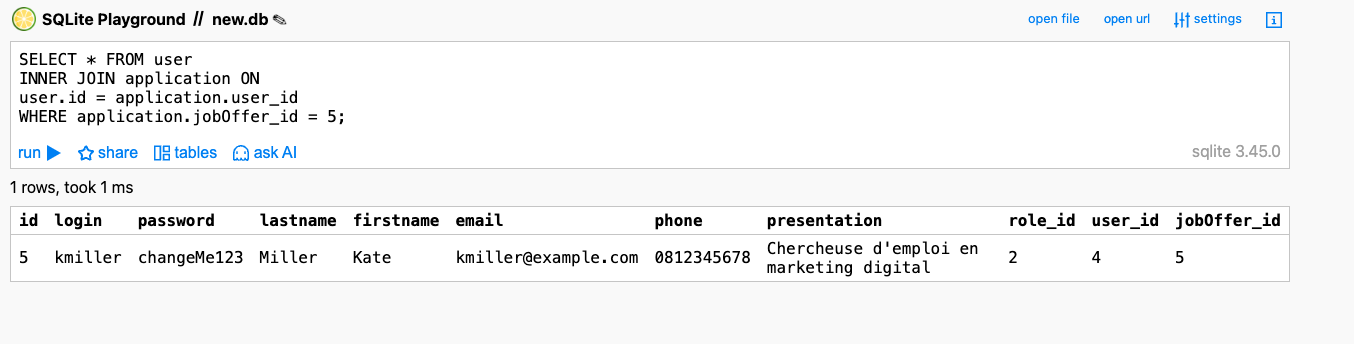 SQLite Playground // new.db ✎
open file open url settings
SELECT * FROM user
INNER JOIN application ON
user.id = application.user_id
WHERE application.jobOffer_id = 5;
run share tables ask AI
sqlite 3.45.0
1 rows, took 1 ms
id login password lastname firstname email phone presentation role_id user_id jobOffer_id
5 kmiller changeMe123 Miller Kate kmiller@example.com 0812345678 Chercheuse d'emploi en 2 4 5
marketing digital